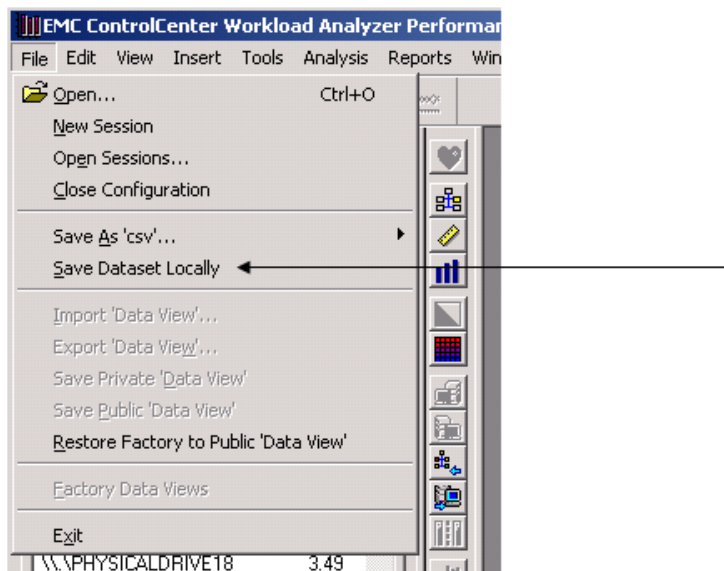 EMC ControlCenter Workload Analyzer Perfor
File Edit View Insert Tools Analysis Reports
Open... Ctrl+O
New Session
Open Sessions...
Close Configuration
Save As 'csv'...
Save Dataset Locally
Import 'Data View'...
Export 'Data View'...
Save Private 'Data View'
Save Public 'Data View'
Restore Factory to Public 'Data View'
Factory Data Views
Exit
\\.\PHYSICALDRIVE18 3.49